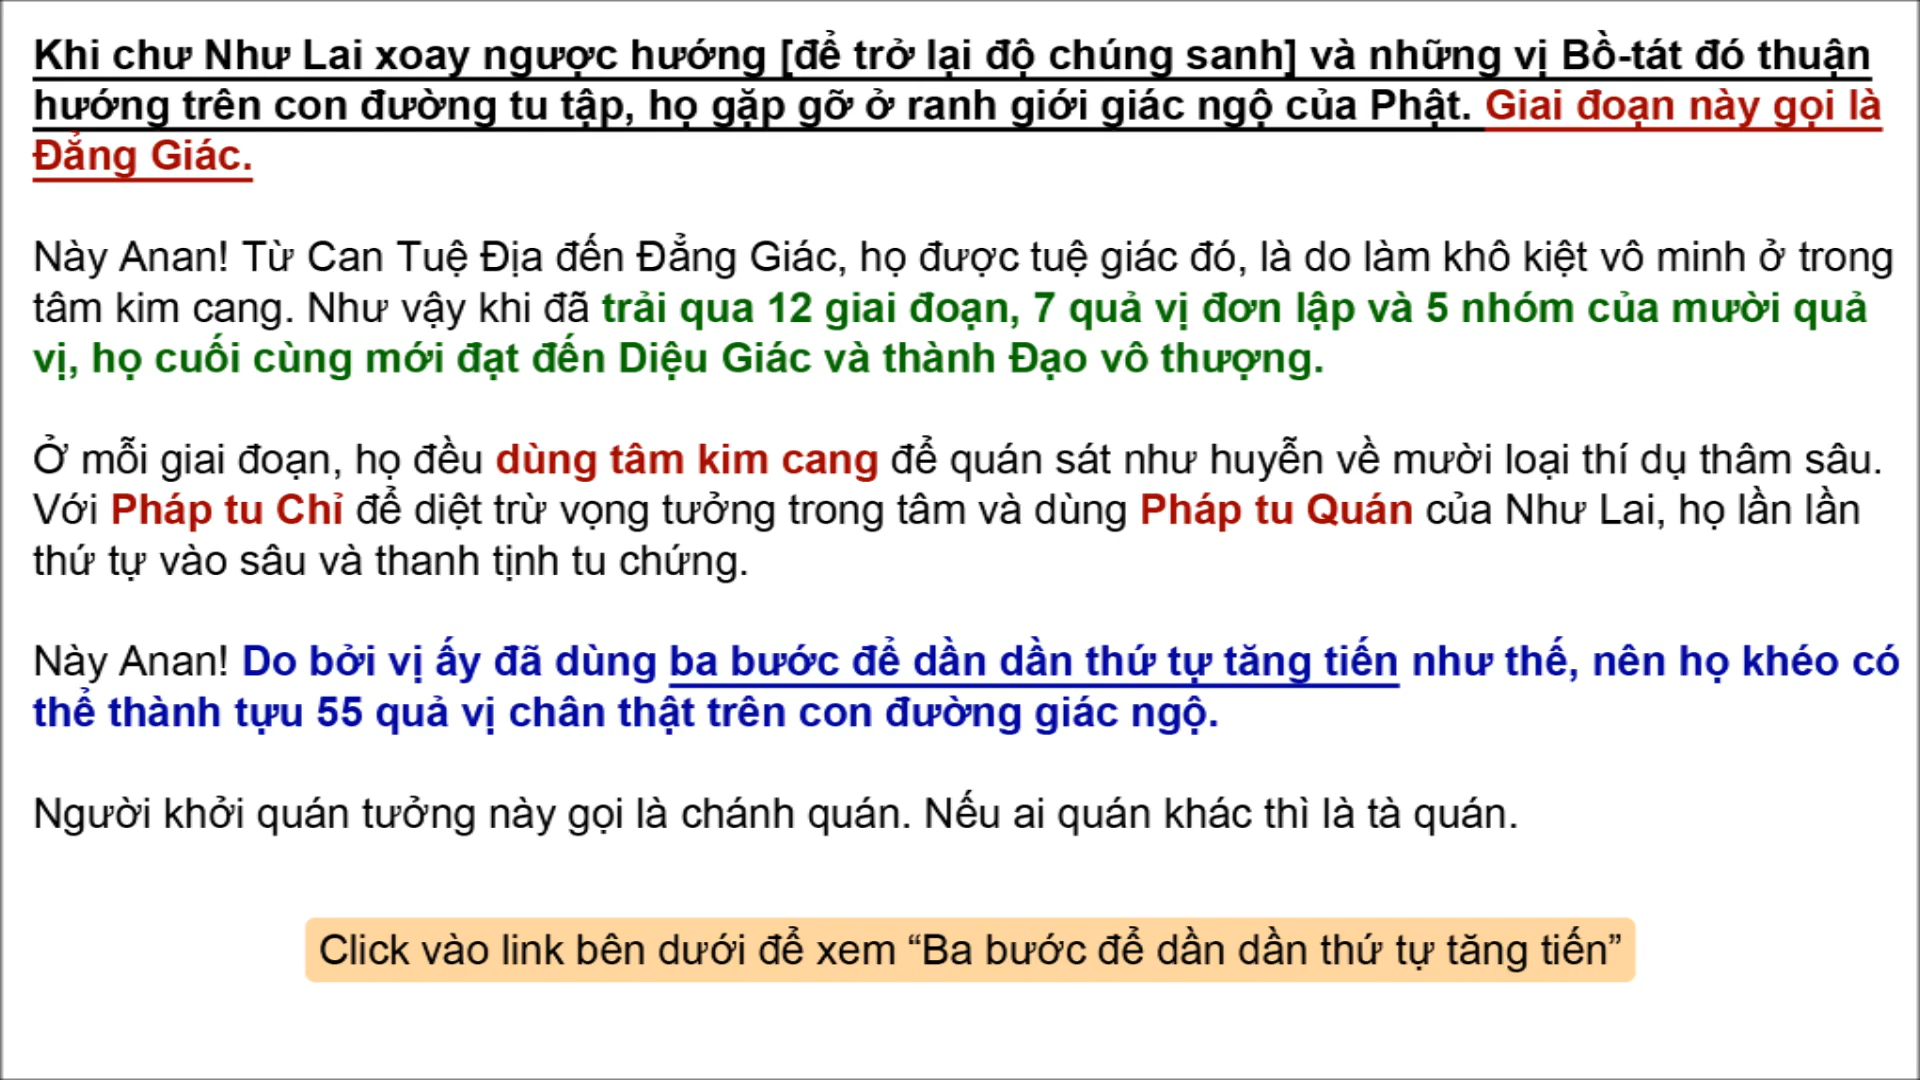 Khi chư Như Lai xoay ngược hướng [để trở lại độ chúng sanh] và những vị Bồ-tát đó thuận
hướng trên con đường tu tập, họ gặp gỡ ở ranh giới giác ngộ của Phật. Giai đoạn này gọi là
Đẳng Giác.
Này Anan! Từ Can Tuệ Địa đến Đẳng Giác, họ được tuệ giác đó, là do làm khô kiệt vô minh ở trong
tâm kim cang. Như vậy khi đã trải qua 12 giai đoạn, 7 quả vị đơn lập và 5 nhóm của mười quả
vị, họ cuối cùng mới đạt đến Diệu Giác và thành Đạo vô thượng.
Ở mỗi giai đoạn, họ đều dùng tâm kim cang để quán sát như huyễn về mười loại thí dụ thâm sâu.
Với Pháp tu Chỉ để diệt trừ vọng tưởng trong tâm và dùng Pháp tu Quán của Như Lai, họ lần lần
thứ tự vào sâu và thanh tịnh tu chứng.
Này Anan! Do bởi vị ấy đã dùng ba bước để dần dần thứ tự tăng tiến như thế, nên họ khéo có
thể thành tựu 55 quả vị chân thật trên con đường giác ngộ.
Người khởi quán tưởng này gọi là chánh quán. Nếu ai quán khác thì là tà quán.
Click vào link bên dưới để xem “Ba bước để dần dần thứ tự tăng tiến”